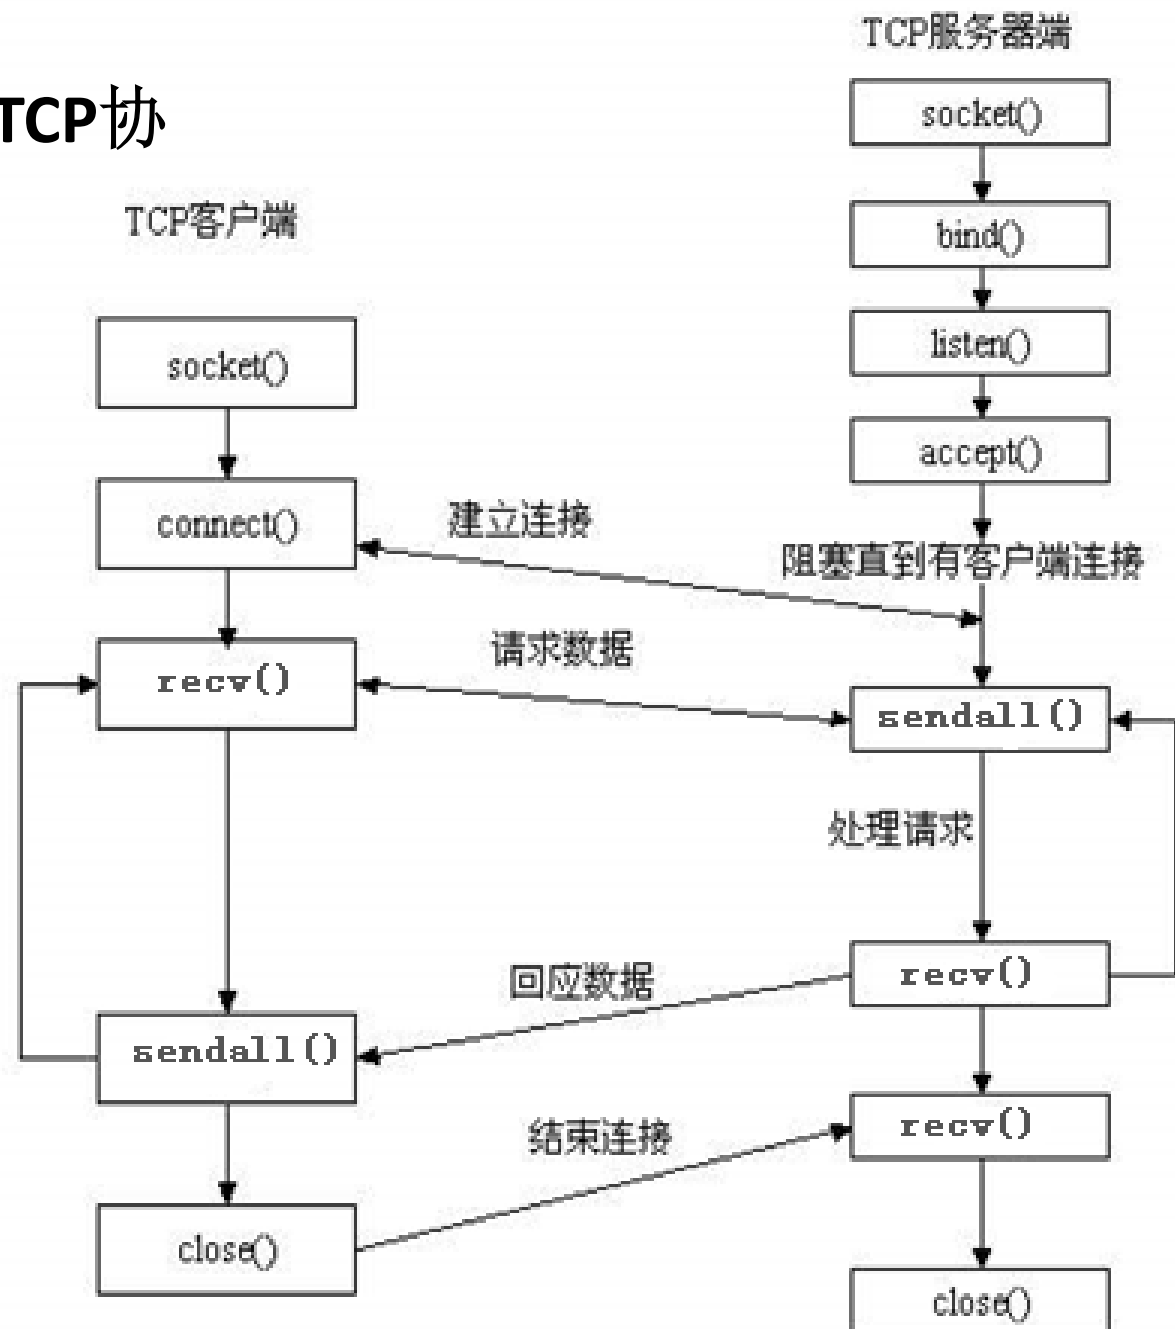 TCP协
TCP客户端
socket()
connect()
recv()
sendall()
close()
建立连接
请求数据
回应数据
结束连接
TCP服务器端
socket()
bind()
listen()
accept()
阻塞直到有客户端连接
sendall()
处理请求
recv()
recv()
close()